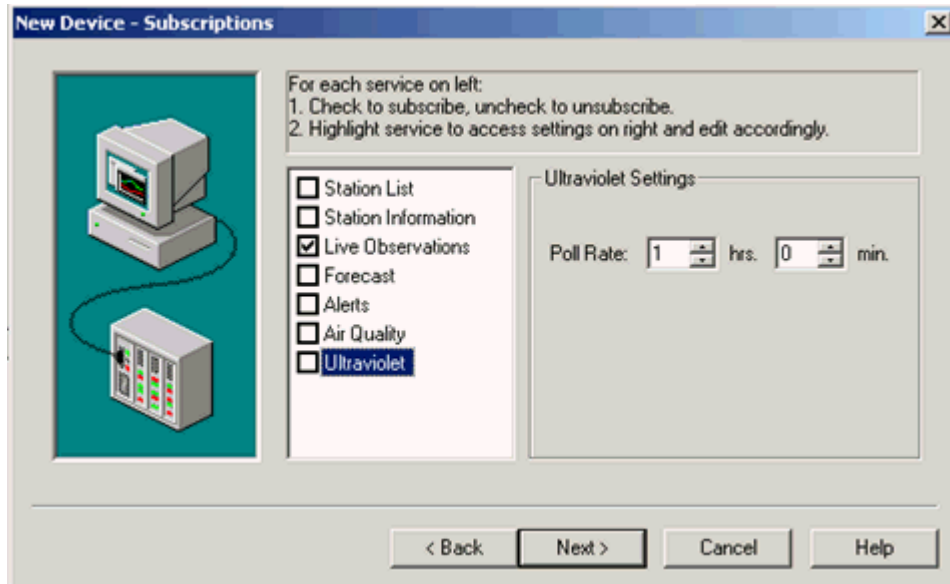 New Device - Subscriptions
For each service on left:
1. Check to subscribe, uncheck to unsubscribe.
2. Highlight service to access settings on right and edit accordingly.
Station List
Station Information
Live Observations
Forecast
Alerts
Air Quality
Ultraviolet
Ultraviolet Settings
Poll Rate: 1 hrs. 0 min.
< Back Next > Cancel Help